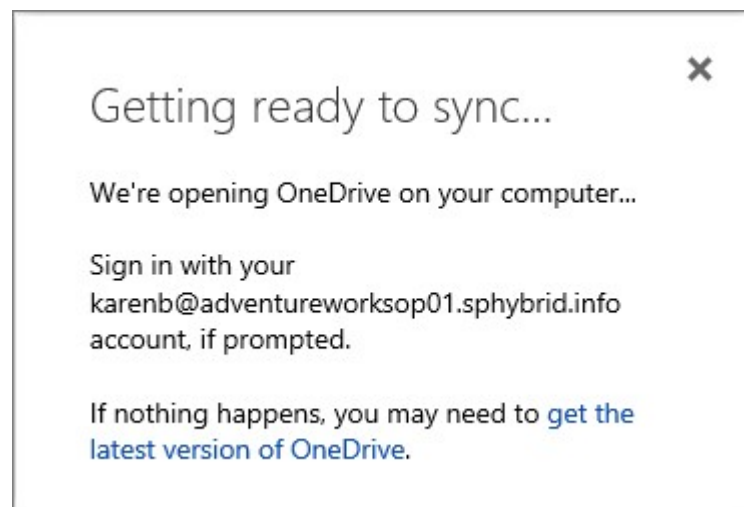 Getting ready to sync...
We're opening OneDrive on your computer...
Sign in with your
karenb@adventureworksop01.sphybrid.info
account, if prompted.
If nothing happens, you may need to get the
latest version of OneDrive.